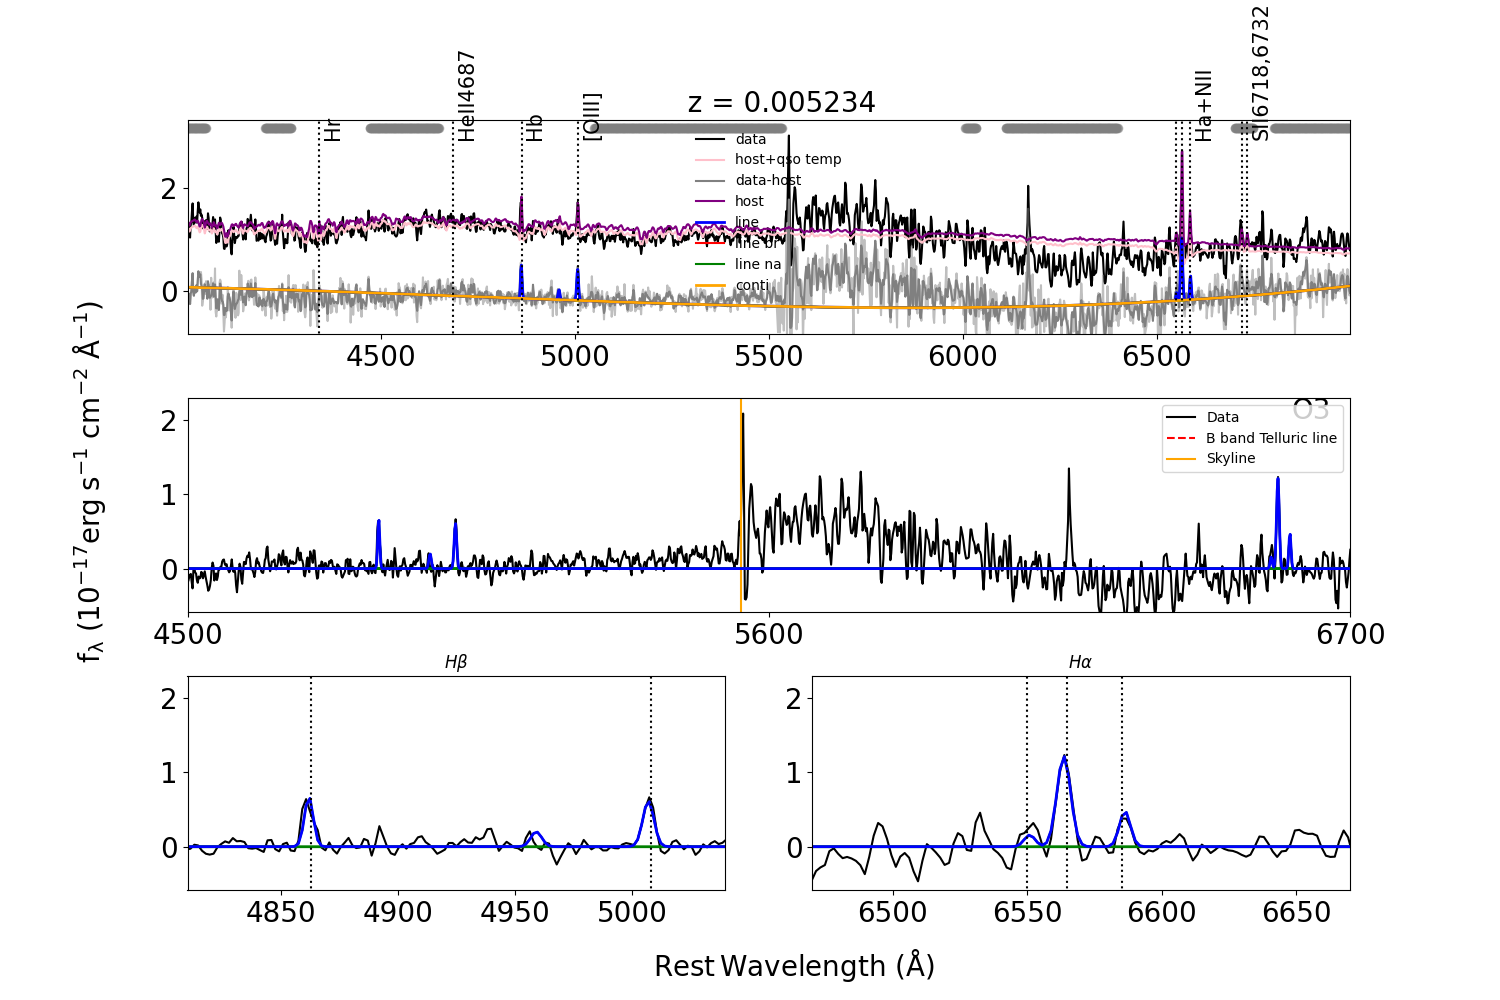 z = 0.005234
Hr
HeII4687
Hb
[OIII]
Ha+NII
SII6718,6732
data
host+qso temp
data-host
host
line
line br
line na
conti
2
0
4500 5000 5500 6000 6500
f_λ (10^{-17} erg s^{-1} cm^{-2} Å^{-1})
O3
Data
B band Telluric line
Skyline
2
1
0
4500 5600 6700
Hβ
2
1
0
4850 4900 4950 5000
Hα
2
1
0
6500 6550 6600 6650
Rest Wavelength (Å)